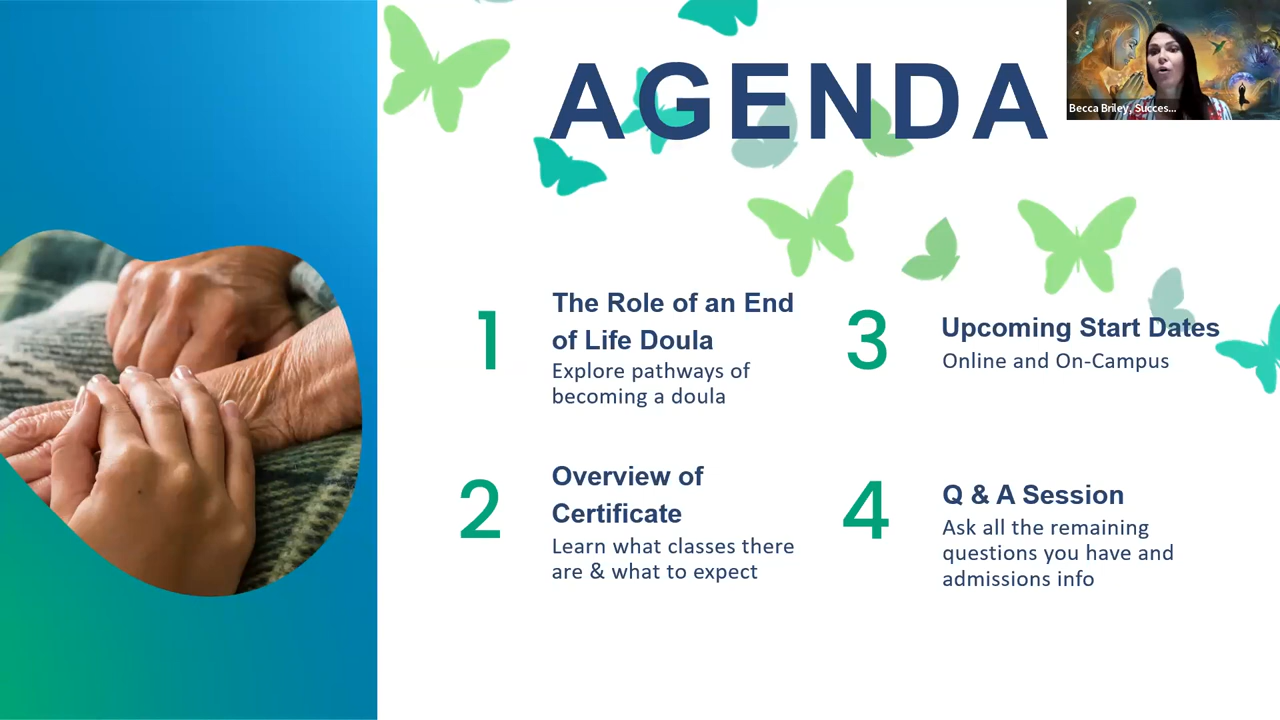 AGENDA
Becca Briley, Succes...
1
The Role of an End
of Life Doula
Explore pathways of
becoming a doula
2
Overview of
Certificate
Learn what classes there
are & what to expect
3
Upcoming Start Dates
Online and On-Campus
4
Q & A Session
Ask all the remaining
questions you have and
admissions info